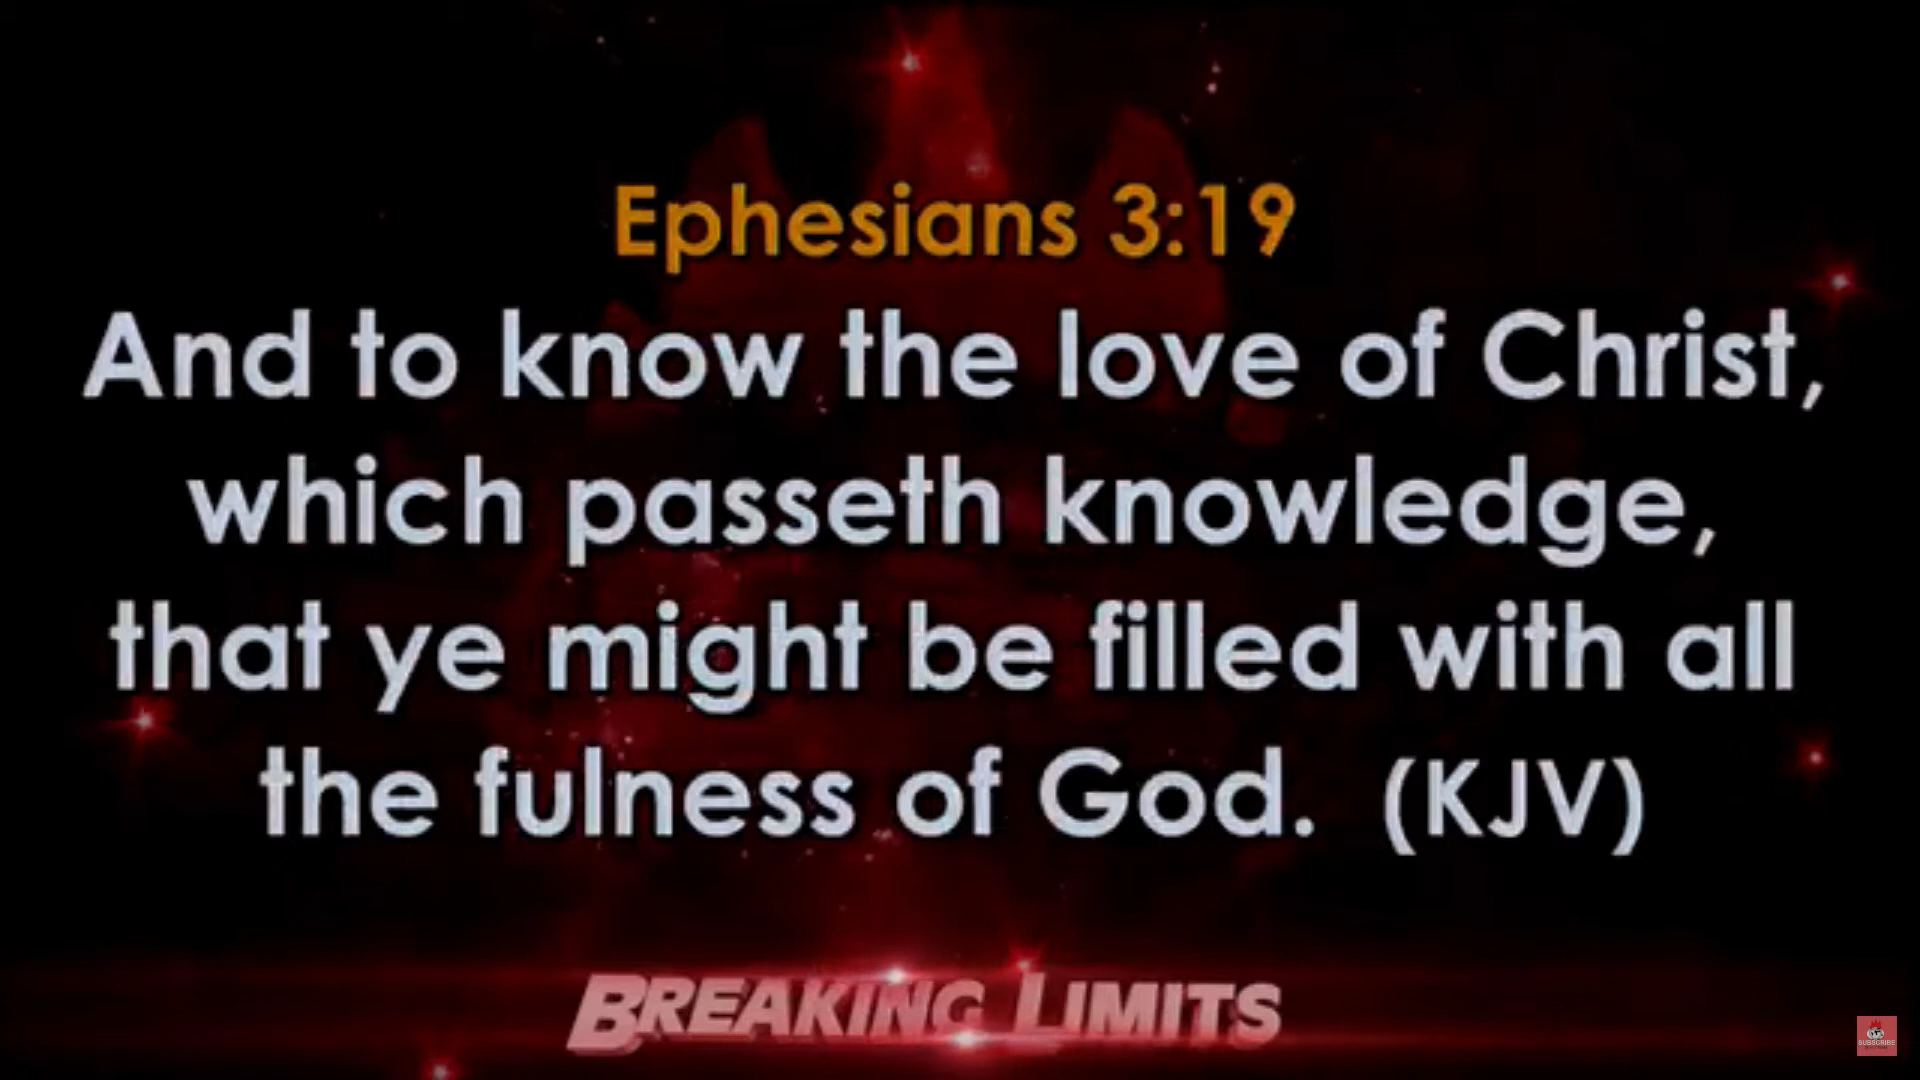 Ephesians 3:19
And to know the love of Christ,
which passeth knowledge,
that ye might be filled with all
the fulness of God. (KJV)
BREAKING LIMITS
SUBSCRIBE